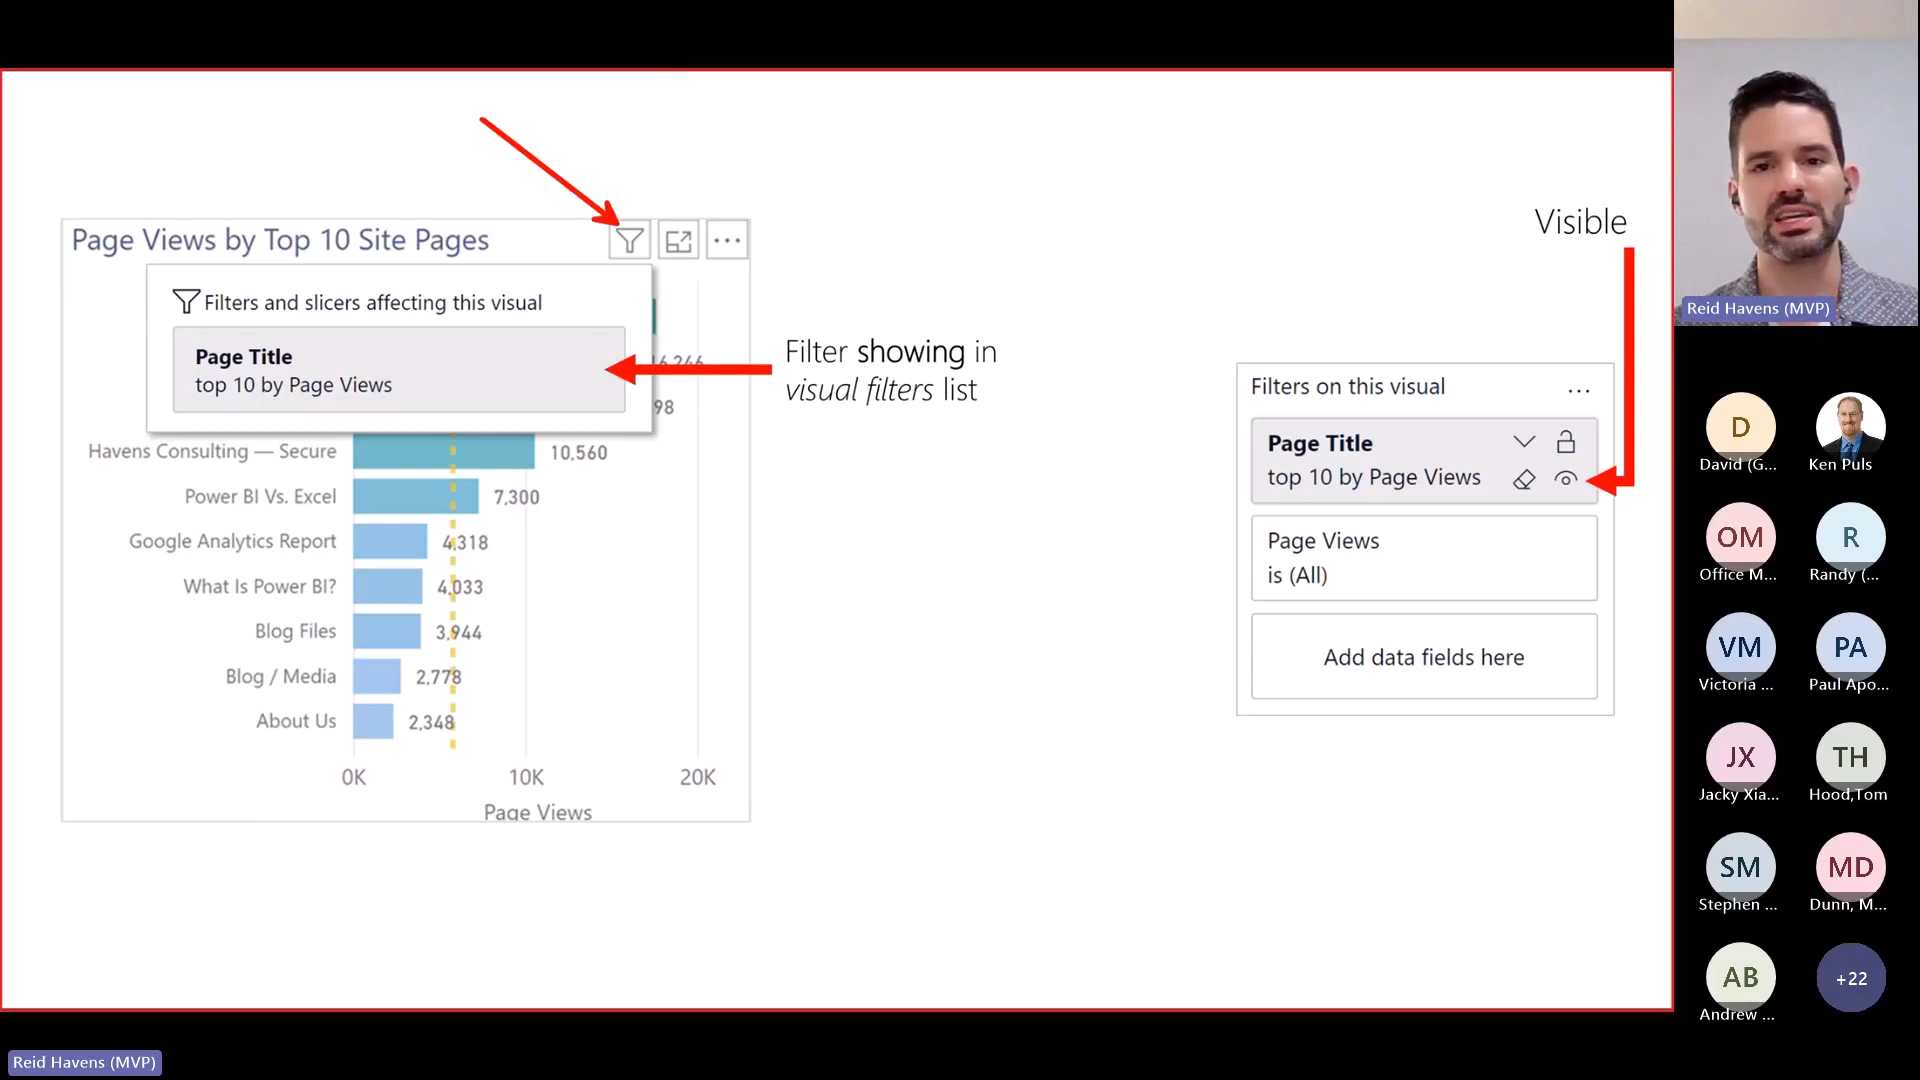 Page Views by Top 10 Site Pages
Filters and slicers affecting this visual
Page Title
top 10 by Page Views
98
Havens Consulting — Secure
10,560
Power BI Vs. Excel
7,300
Google Analytics Report
4,318
What Is Power BI?
4,033
Blog Files
3,944
Blog / Media
2,778
About Us
2,348
0K
10K
20K
Page Views
Filter showing in
visual filters list
Visible
Filters on this visual
Page Title
top 10 by Page Views
Page Views
is (All)
Add data fields here
Reid Havens (MVP)
D
David (G...
Ken Puls
OM
Office M...
R
Randy (...
VM
Victoria ...
PA
Paul Apo...
JX
Jacky Xia...
TH
Hood,Tom
SM
Stephen ...
MD
Dunn, M...
AB
Andrew ...
+22
Reid Havens (MVP)